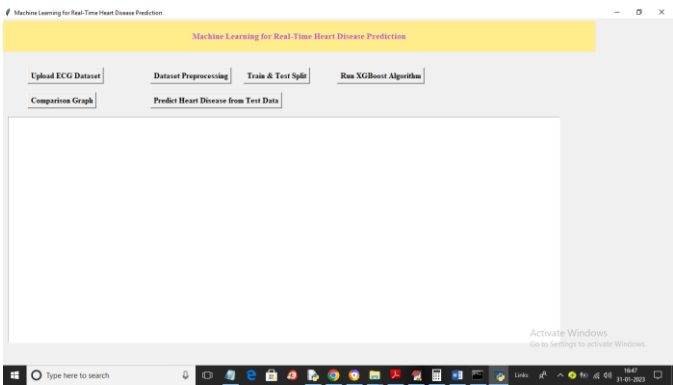 Machine Learning for Real-Time Heart Disease Prediction
Machine Learning for Real-Time Heart Disease Prediction
Upload ECG Dataset Dataset Preprocessing Train & Test Split Run XGBoost Algorithm
Comparison Graph Predict Heart Disease from Test Data
Activate Windows
Go to Settings to activate Windows.
Type here to search Links 16:47
31-01-2023